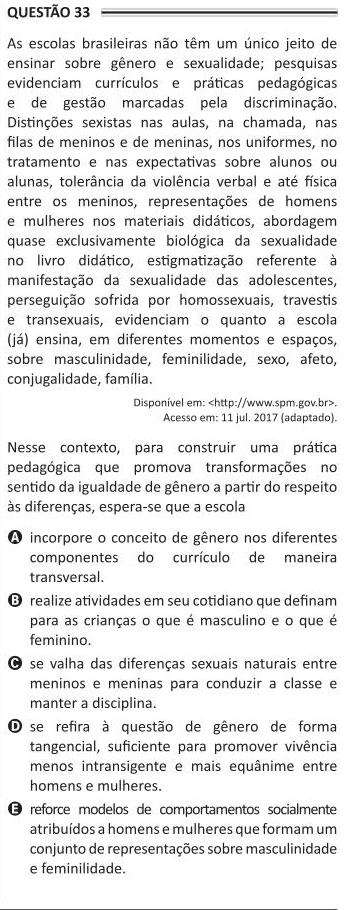 QUESTÃO 33
As escolas brasileiras não têm um único jeito de
ensinar sobre gênero e sexualidade; pesquisas
evidenciam currículos e práticas pedagógicas
e de gestão marcadas pela discriminação.
Distinções sexistas nas aulas, na chamada, nas
filas de meninos e de meninas, nos uniformes, no
tratamento e nas expectativas sobre alunos ou
alunas, tolerância da violência verbal e até física
entre os meninos, representações de homens
e mulheres nos materiais didáticos, abordagem
quase exclusivamente biológica da sexualidade
no livro didático, estigmatização referente à
manifestação da sexualidade das adolescentes,
perseguição sofrida por homossexuais, travestis
e transexuais, evidenciam o quanto a escola
(já) ensina, em diferentes momentos e espaços,
sobre masculinidade, feminilidade, sexo, afeto,
conjugalidade, família.
Disponível em: <http://www.spm.gov.br>.
Acesso em: 11 jul. 2017 (adaptado).
Nesse contexto, para construir uma prática
pedagógica que promova transformações no
sentido da igualdade de gênero a partir do respeito
às diferenças, espera-se que a escola
A incorpore o conceito de gênero nos diferentes
componentes do currículo de maneira
transversal.
B realize atividades em seu cotidiano que definam
para as crianças o que é masculino e o que é
feminino.
C se valha das diferenças sexuais naturais entre
meninos e meninas para conduzir a classe e
manter a disciplina.
D se refira à questão de gênero de forma
tangencial, suficiente para promover vivência
menos intransigente e mais equânime entre
homens e mulheres.
E reforce modelos de comportamentos socialmente
atribuídos a homens e mulheres que formam um
conjunto de representações sobre masculinidade
e feminilidade.